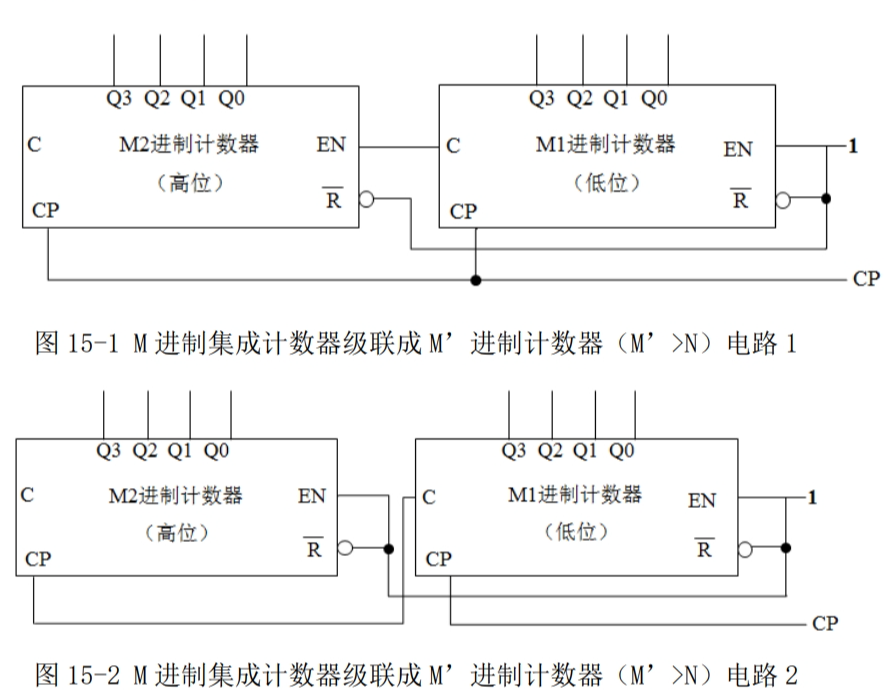 Q3 Q2 Q1 Q0
Q3 Q2 Q1 Q0
C M2进制计数器 EN
C M1进制计数器 EN 1
（高位） R̅
（低位） R̅
CP
CP
CP
图 15-1 M 进制集成计数器级联成 M’ 进制计数器（M’>N）电路 1
Q3 Q2 Q1 Q0
Q3 Q2 Q1 Q0
C M2进制计数器 EN
C M1进制计数器 EN 1
（高位） R̅
（低位） R̅
CP
CP
CP
图 15-2 M 进制集成计数器级联成 M’ 进制计数器（M’>N）电路 2